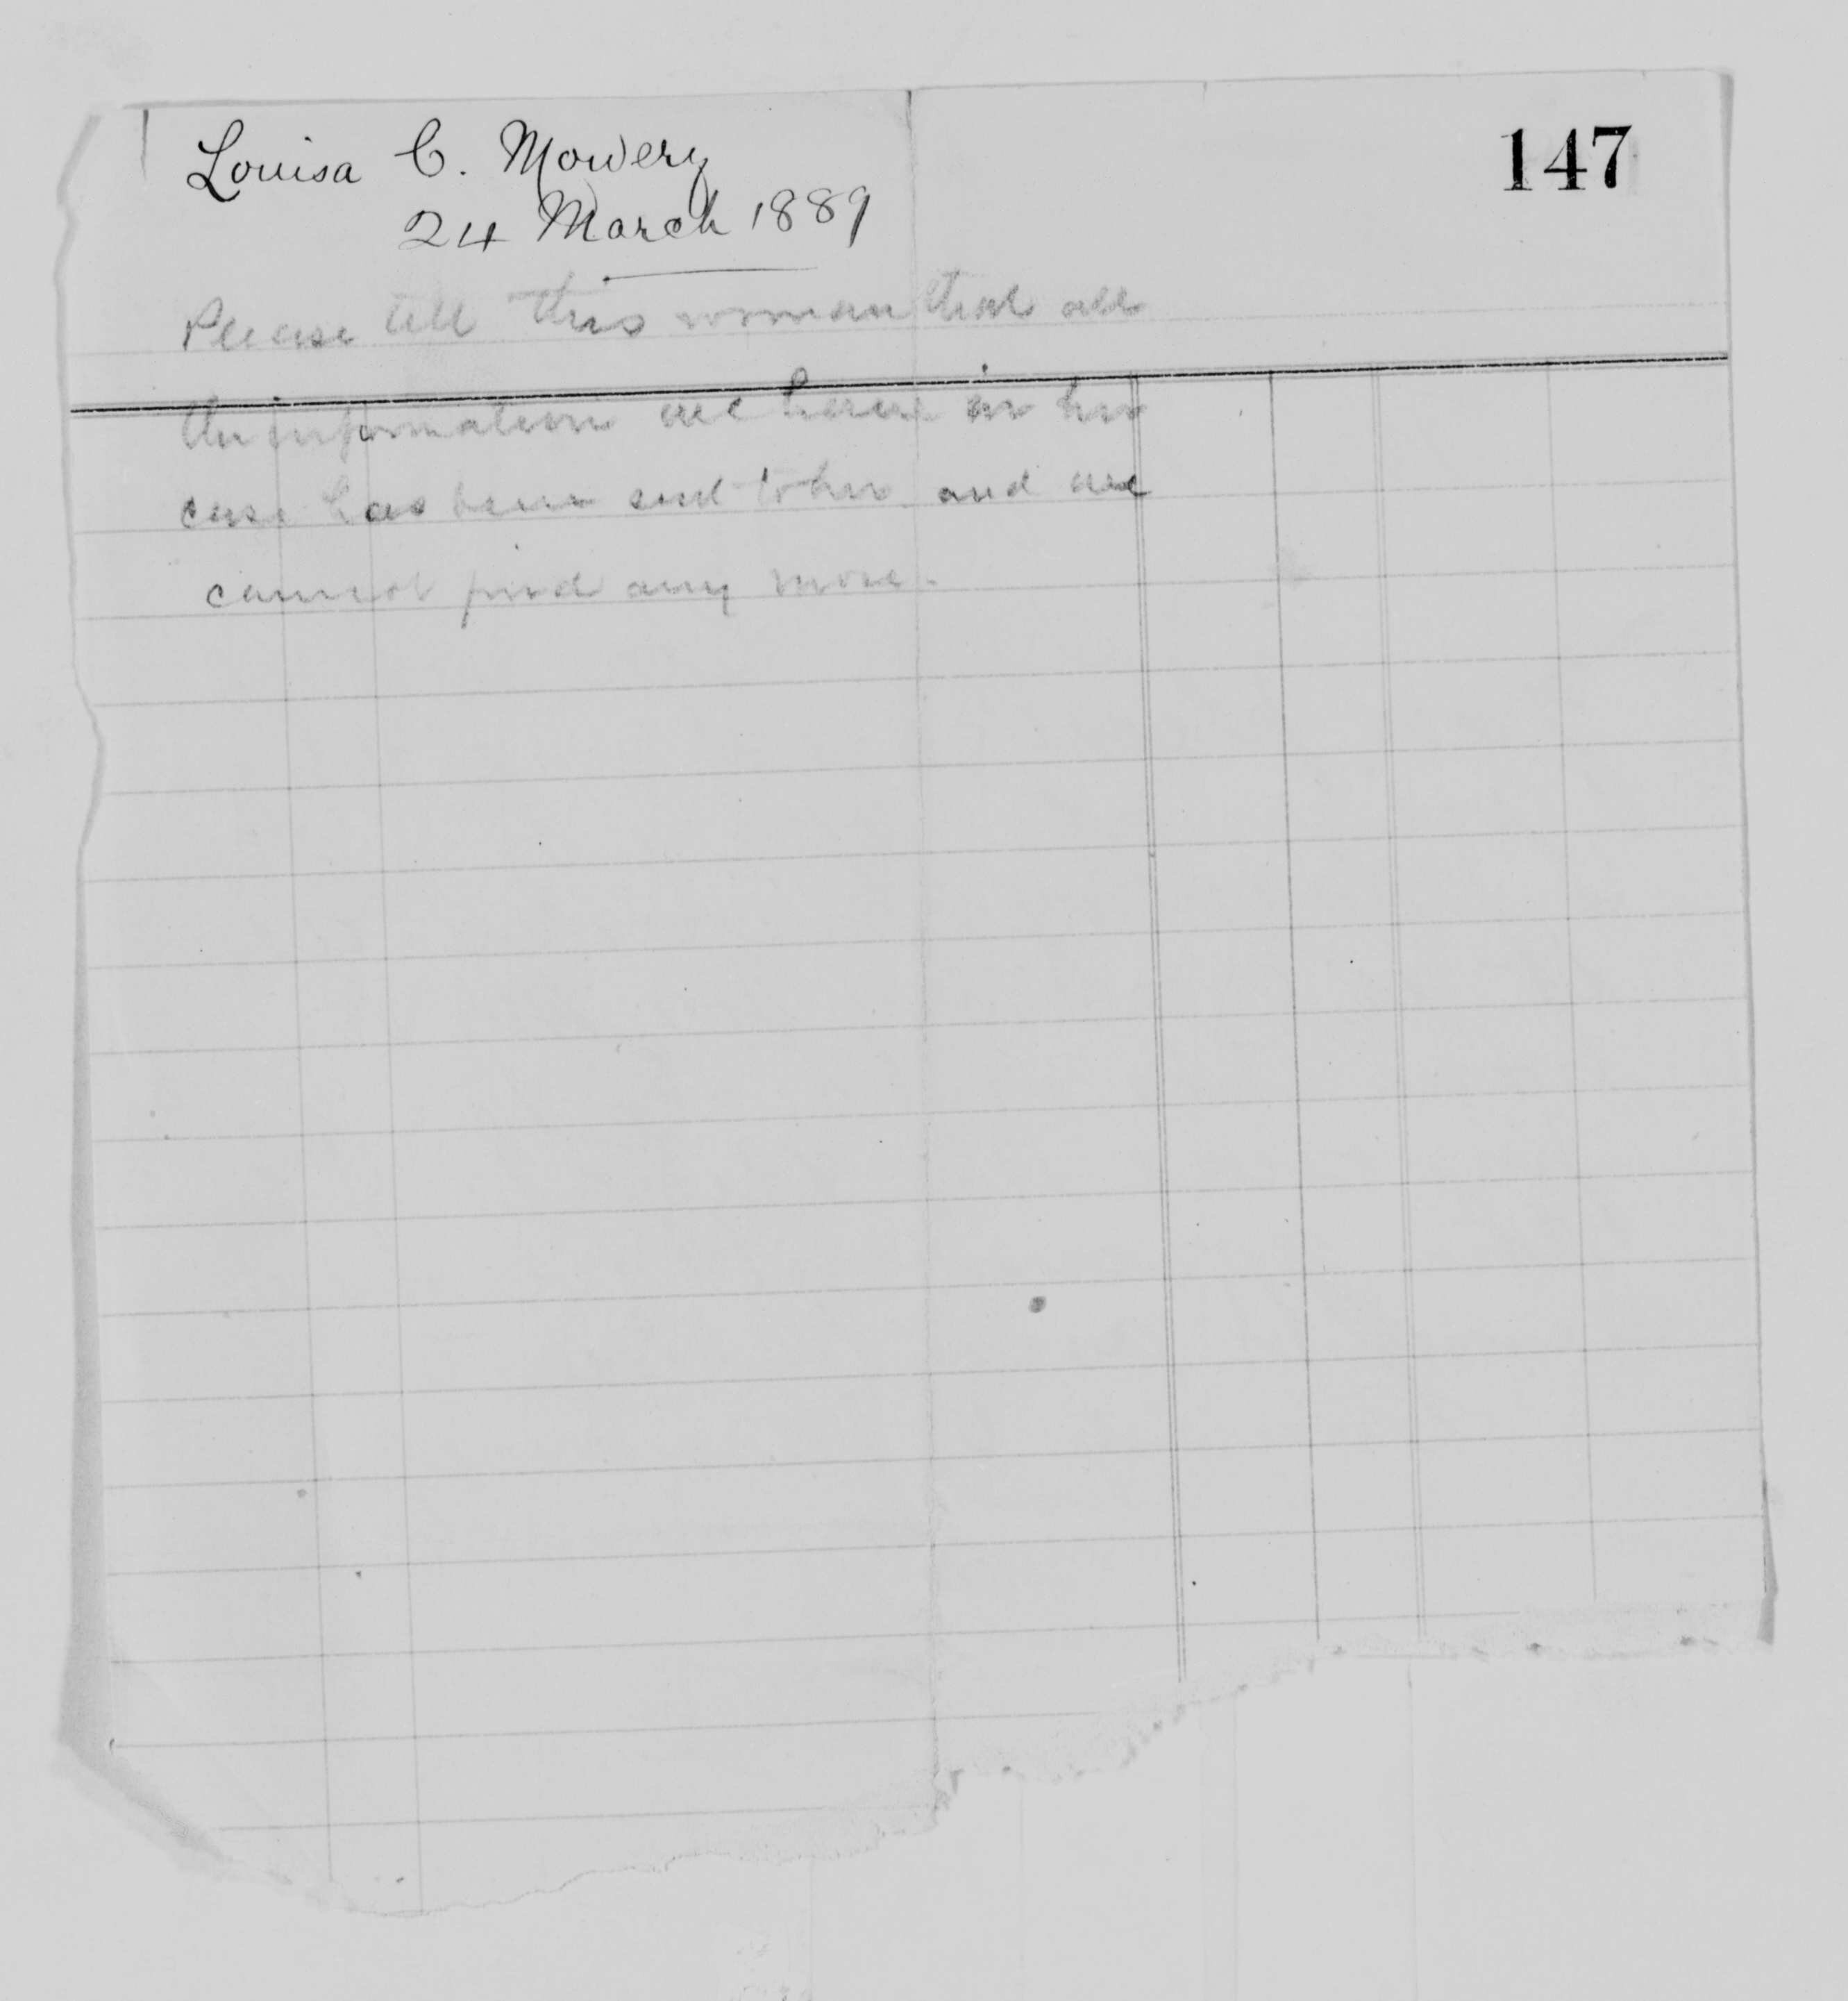 147
Louisa C. Mowery
24 March 1889
Please tell this woman that all
the information we have in her
case has been sent to her and we
cannot find any more.